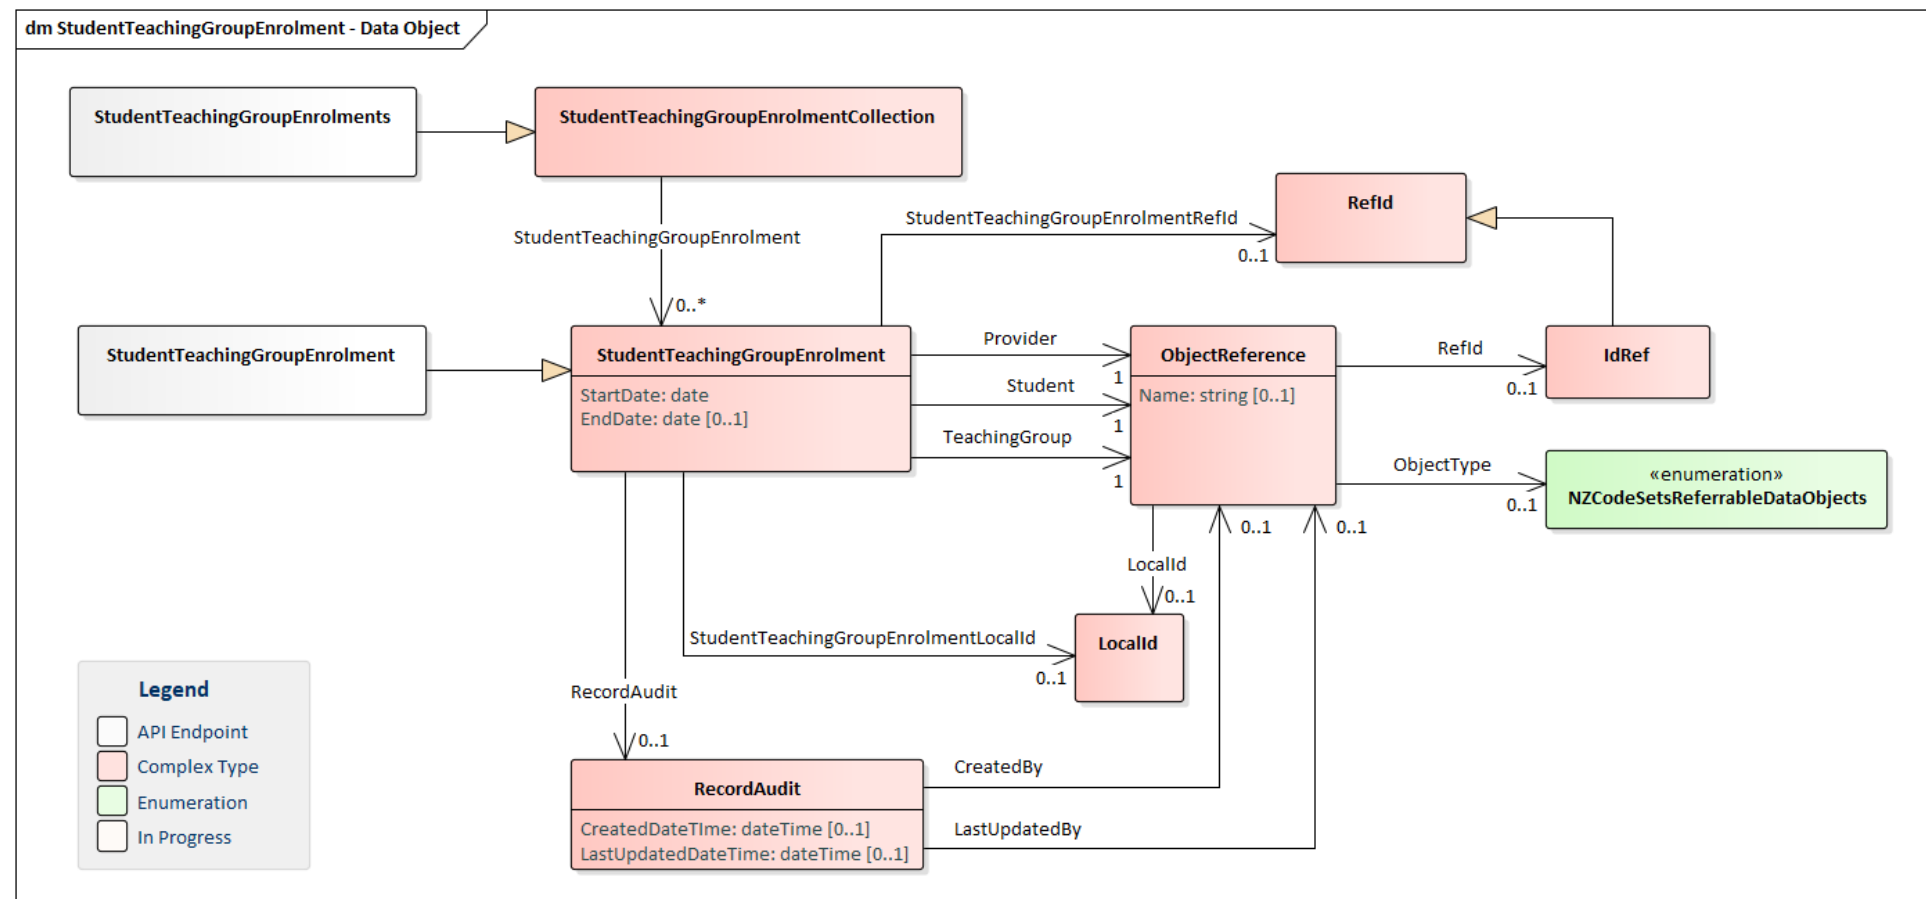 dm StudentTeachingGroupEnrolment - Data Object
StudentTeachingGroupEnrolments
StudentTeachingGroupEnrolmentCollection
RefId
StudentTeachingGroupEnrolmentRefId
0..1
StudentTeachingGroupEnrolment
0..*
StudentTeachingGroupEnrolment
StudentTeachingGroupEnrolment
StartDate: date
EndDate: date [0..1]
Provider
1
Student
1
TeachingGroup
1
ObjectReference
Name: string [0..1]
RefId
0..1
IdRef
ObjectType
0..1
«enumeration»
NZCodeSetsReferrableDataObjects
0..1
0..1
LocalId
0..1
StudentTeachingGroupEnrolmentLocalId
0..1
LocalId
RecordAudit
0..1
Legend
API Endpoint
Complex Type
Enumeration
In Progress
RecordAudit
CreatedDateTIme: dateTime [0..1]
LastUpdatedDateTime: dateTime [0..1]
CreatedBy
LastUpdatedBy